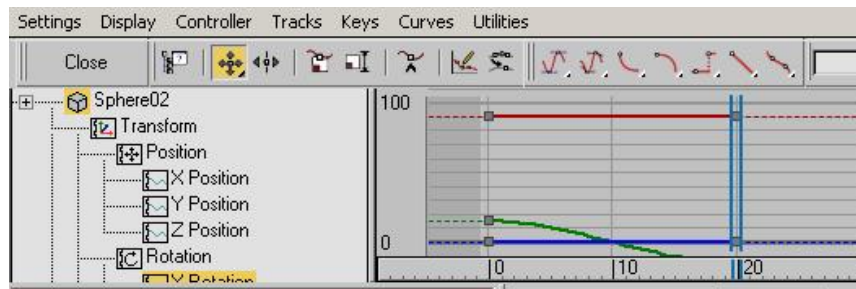 Settings Display Controller Tracks Keys Curves Utilities
Close
Sphere02
Transform
Position
X Position
Y Position
Z Position
Rotation
X Rotation
100
0
0 10 20